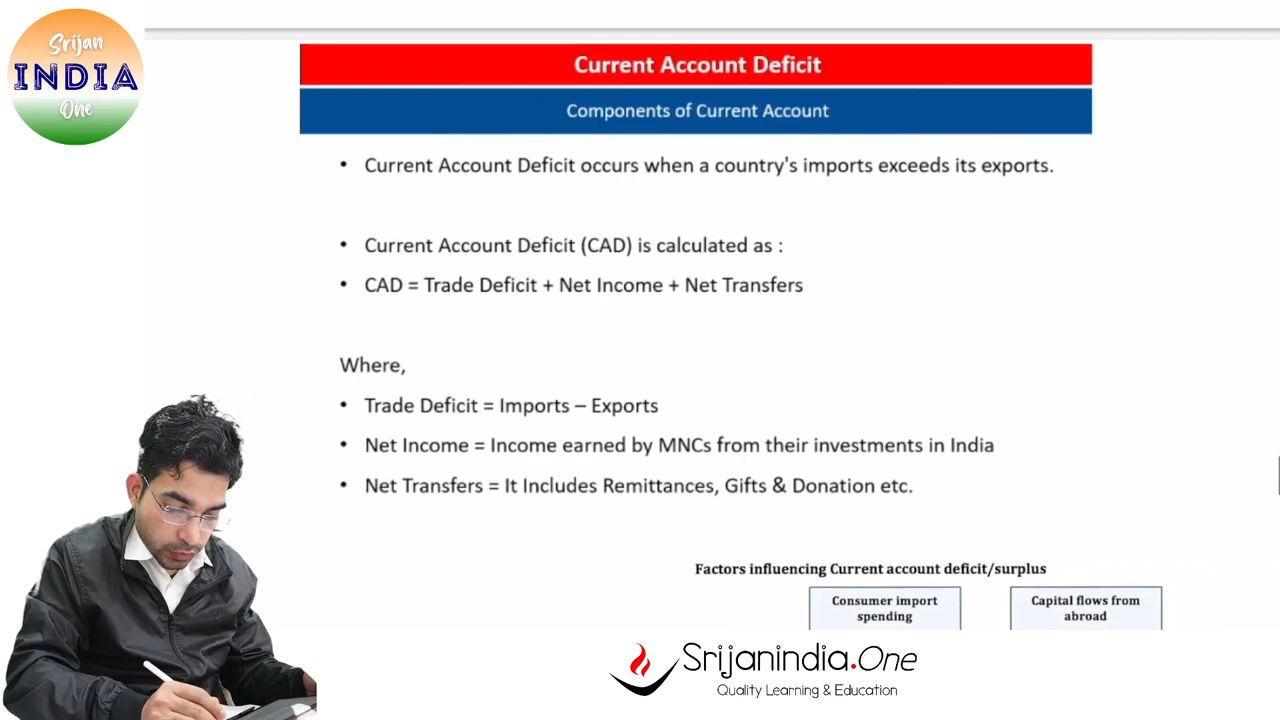 Srijan
INDIA
One
Current Account Deficit
Components of Current Account
• Current Account Deficit occurs when a country's imports exceeds its exports.
• Current Account Deficit (CAD) is calculated as :
• CAD = Trade Deficit + Net Income + Net Transfers
Where,
• Trade Deficit = Imports – Exports
• Net Income = Income earned by MNCs from their investments in India
• Net Transfers = It Includes Remittances, Gifts & Donation etc.
Factors influencing Current account deficit/surplus
Consumer import
spending
Capital flows from
abroad
Srijanindia.One
Quality Learning & Education